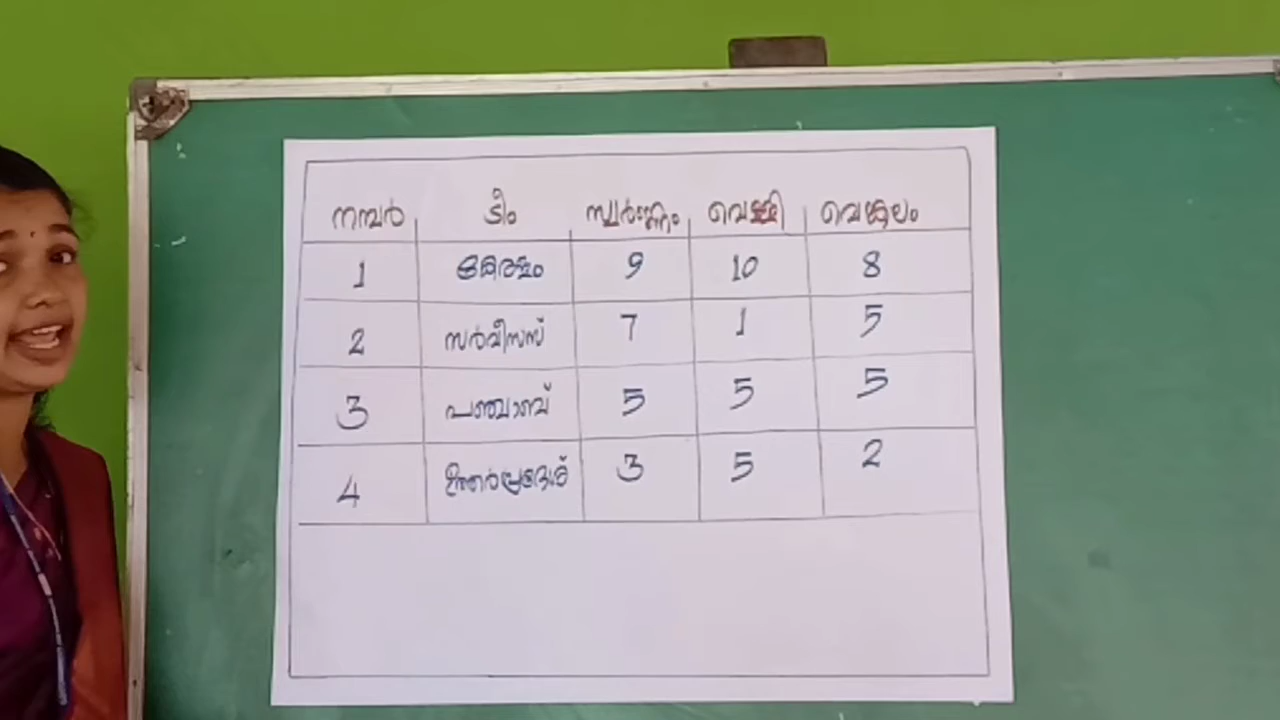 നമ്പർ ടീം സ്വർണ്ണം വെള്ളി വെങ്കലം
1 കേരളം 9 10 8
2 സർവീസസ് 7 1 5
3 പഞ്ചാബ് 5 5 5
4 ഉത്തർപ്രദേശ് 3 5 2